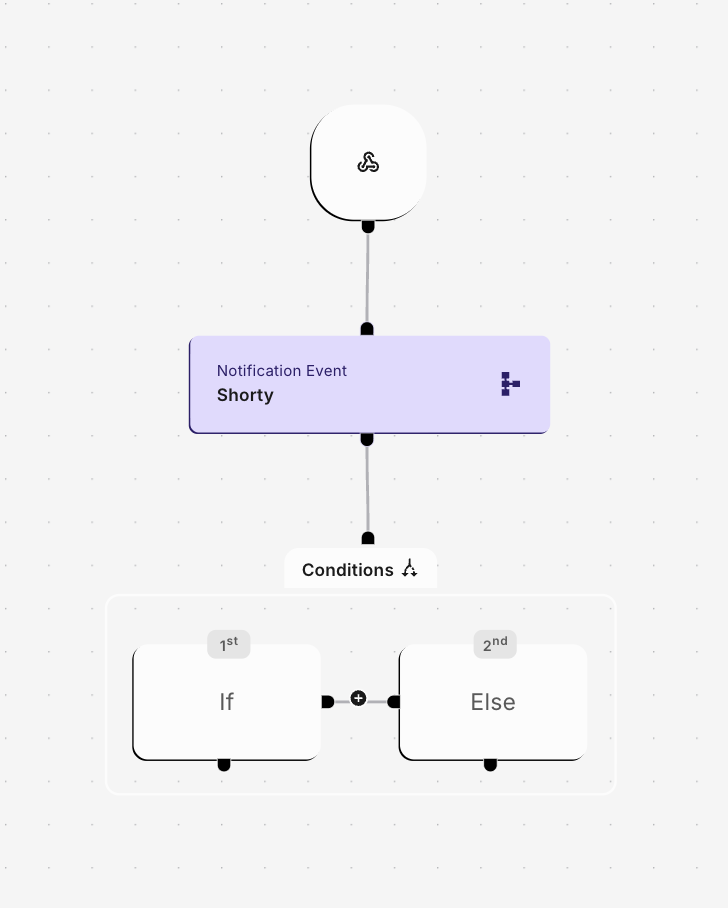 Notification Event
Shorty
Conditions
1st
2nd
If
Else